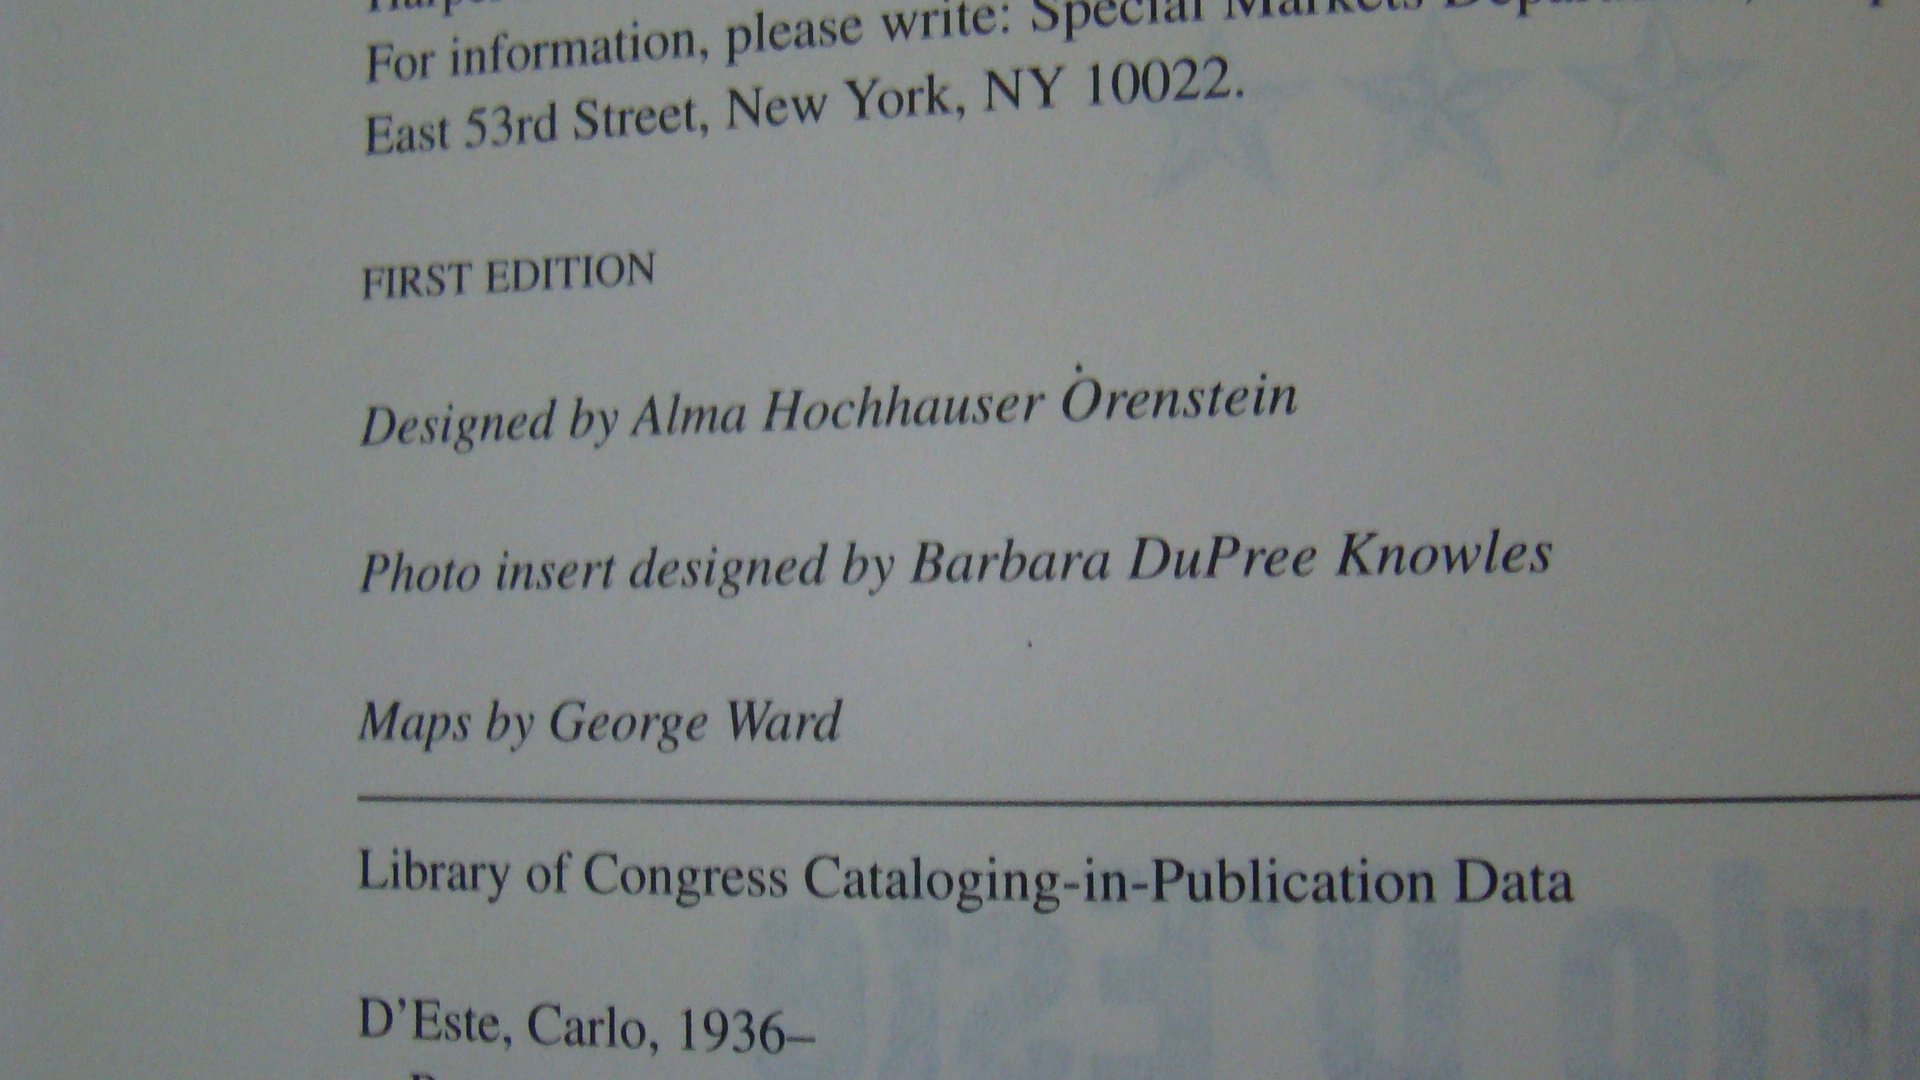 For information, please write: Special Markets
East 53rd Street, New York, NY 10022.
FIRST EDITION
Designed by Alma Hochhauser Orenstein
Photo insert designed by Barbara DuPree Knowles
Maps by George Ward
Library of Congress Cataloging-in-Publication Data
D’Este, Carlo, 1936–